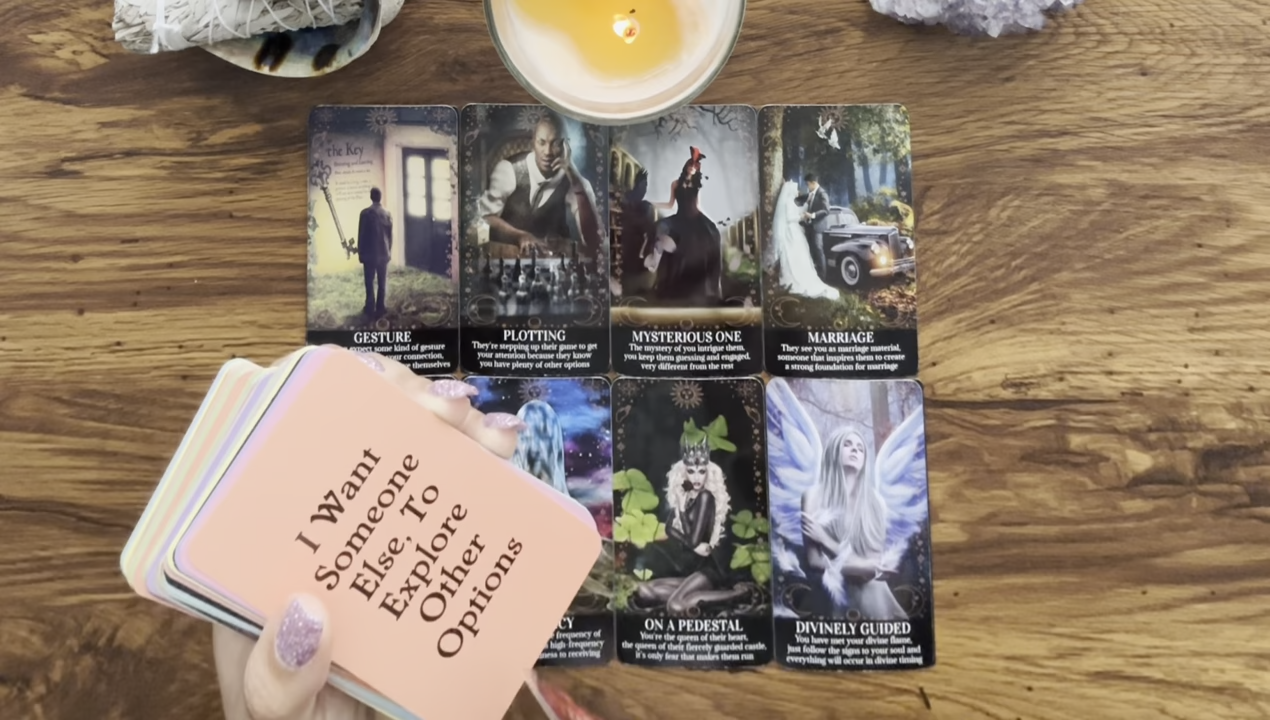 the Key
GESTURE
expect some kind of gesture
your connection,
themselves
PLOTTING
They're stepping up their game to get
your attention because they know
you have plenty of other options
MYSTERIOUS ONE
The mystery of you intrigue them,
you keep them guessing and engaged,
very different from the rest
MARRIAGE
They see you as marriage material,
someone that inspires them to create
a strong foundation for marriage
I Want
Someone
Else, To
Explore
Other
Options
CY
frequency of
high-frequency
to receiving
ON A PEDESTAL
You're the queen of their heart,
the queen of their fiercely guarded castle,
it's only fear that makes them run
DIVINELY GUIDED
You have met your divine flame,
just follow the signs to your soul and
everything will occur in divine timing